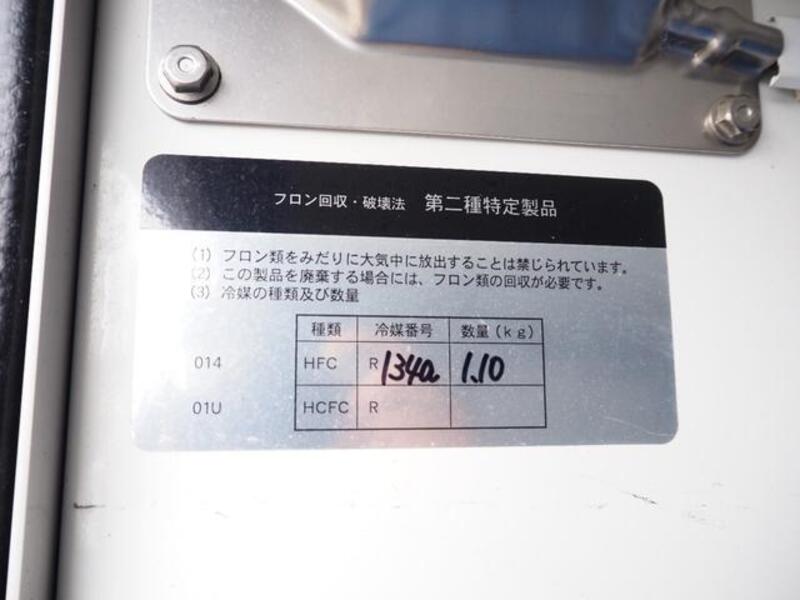 フロン回収・破壊法 第二種特定製品
(1) フロン類をみだりに大気中に放出することは禁じられています。
(2) この製品を廃棄する場合には、フロン類の回収が必要です。
(3) 冷媒の種類及び数量
種類 冷媒番号 数量(kg)
014 HFC R 134a 1.10
01U HCFC R